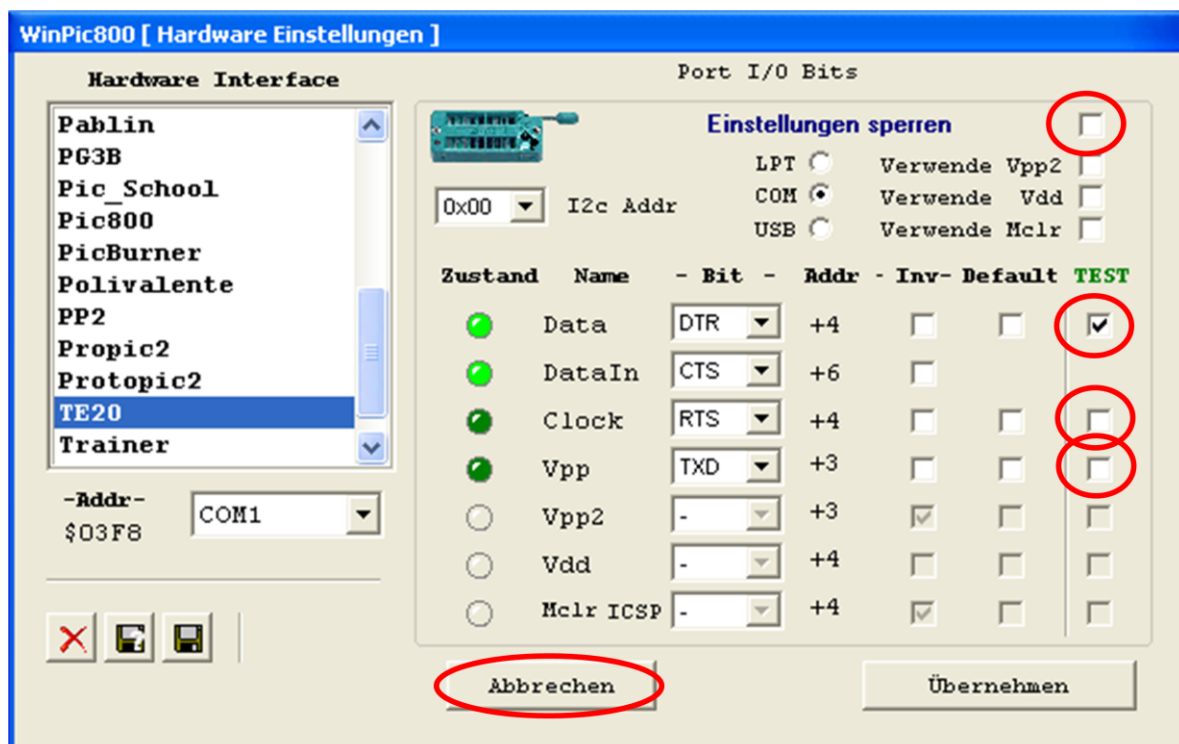 WinPic800 [ Hardware Einstellungen ]
Hardware Interface
Pablin
PG3B
Pic_School
Pic800
PicBurner
Polivalente
PP2
Propic2
Protopic2
TE20
Trainer
-Addr-
$03F8
COM1
Port I/O Bits
Einstellungen sperren
0x00 I2c Addr
LPT Verwende Vpp2
COM Verwende Vdd
USB Verwende Mclr
Zustand Name - Bit - Addr - Inv- Default TEST
Data DTR +4
DataIn CTS +6
Clock RTS +4
Vpp TXD +3
Vpp2 - +3
Vdd - +4
Mclr ICSP - +4
Abbrechen Übernehmen